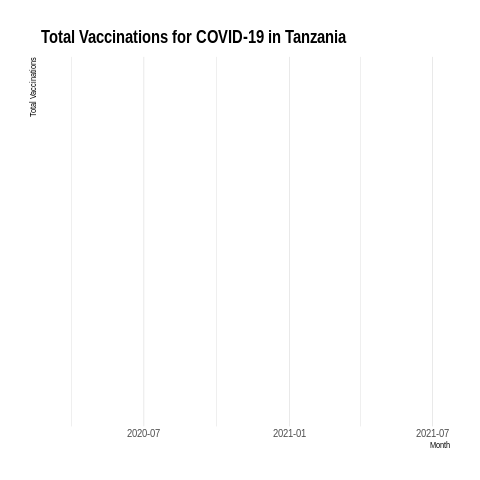 Total Vaccinations for COVID-19 in Tanzania
Total Vaccinations
2020-07 2021-01 2021-07
Month